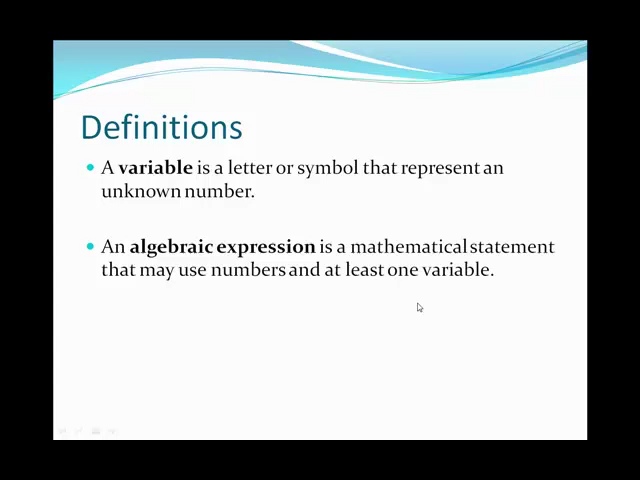 Definitions
A variable is a letter or symbol that represent an
unknown number.
An algebraic expression is a mathematical statement
that may use numbers and at least one variable.